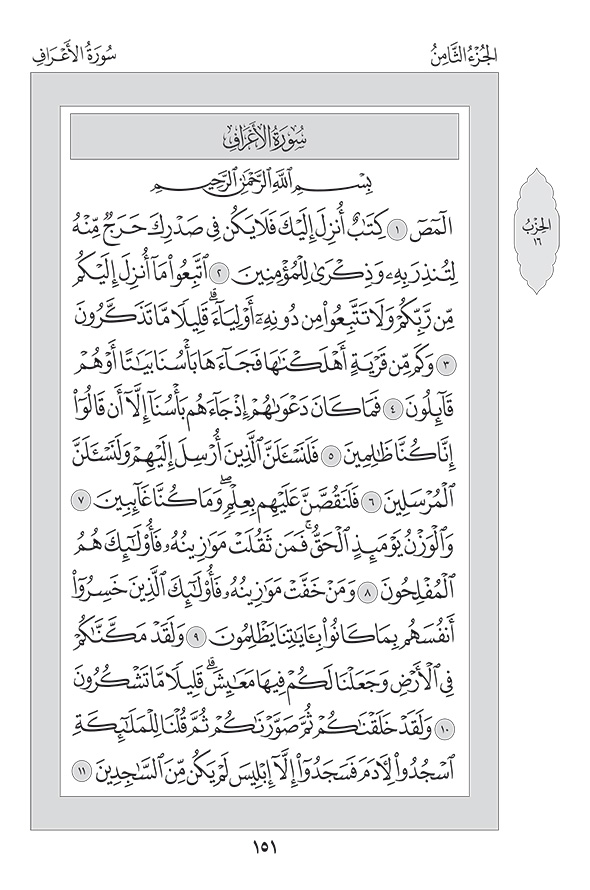 الجُزْءُ الثَّامِنُ
سُورَةُ الأَعْرَافِ
سُورَةُ الأَعْرَافِ
بِسْمِ ٱللَّهِ ٱلرَّحْمَٰنِ ٱلرَّحِيمِ
الٓمٓصٓ ١ كِتَٰبٌ أُنزِلَ إِلَيْكَ فَلَا يَكُن فِى صَدْرِكَ حَرَجٌ مِّنْهُ
لِتُنذِرَ بِهِۦ وَذِكْرَىٰ لِلْمُؤْمِنِينَ ٢ ٱتَّبِعُوا۟ مَآ أُنزِلَ إِلَيْكُم
مِّن رَّبِّكُمْ وَلَا تَتَّبِعُوا۟ مِن دُونِهِۦٓ أَوْلِيَآءَ ۗ قَلِيلًا مَّا تَذَكَّرُونَ
٣ وَكَم مِّن قَرْيَةٍ أَهْلَكْنَٰهَا فَجَآءَهَا بَأْسُنَا بَيَٰتًا أَوْ هُمْ
قَآئِلُونَ ٤ فَمَا كَانَ دَعْوَىٰهُمْ إِذْ جَآءَهُم بَأْسُنَآ إِلَّآ أَن قَالُوٓا۟
إِنَّا كُنَّا ظَٰلِمِينَ ٥ فَلَنَسْـَٔلَنَّ ٱلَّذِينَ أُرْسِلَ إِلَيْهِمْ وَلَنَسْـَٔلَنَّ
ٱلْمُرْسَلِينَ ٦ فَلَنَقُصَّنَّ عَلَيْهِم بِعِلْمٍ ۖ وَمَا كُنَّا غَآئِبِينَ ٧
وَٱلْوَزْنُ يَوْمَئِذٍ ٱلْحَقُّ ۚ فَمَن ثَقُلَتْ مَوَٰزِينُهُۥ فَأُو۟لَٰٓئِكَ هُمُ
ٱلْمُفْلِحُونَ ٨ وَمَنْ خَفَّتْ مَوَٰزِينُهُۥ فَأُو۟لَٰٓئِكَ ٱلَّذِينَ خَسِرُوٓا۟
أَنفُسَهُم بِمَا كَانُوا۟ بِـَٔايَٰتِنَا يَظْلِمُونَ ٩ وَلَقَدْ مَكَّنَّٰكُمْ
فِى ٱلْأَرْضِ وَجَعَلْنَا لَكُمْ فِيهَا مَعَٰيِشَ ۗ قَلِيلًا مَّا تَشْكُرُونَ
١٠ وَلَقَدْ خَلَقْنَٰكُمْ ثُمَّ صَوَّرْنَٰكُمْ ثُمَّ قُلْنَا لِلْمَلَٰٓئِكَةِ
ٱسْجُدُوا۟ لِـَٔادَمَ فَسَجَدُوٓا۟ إِلَّآ إِبْلِيسَ لَمْ يَكُن مِّنَ ٱلسَّٰجِدِينَ ١١
الحِزْبُ
١٦
١٥١